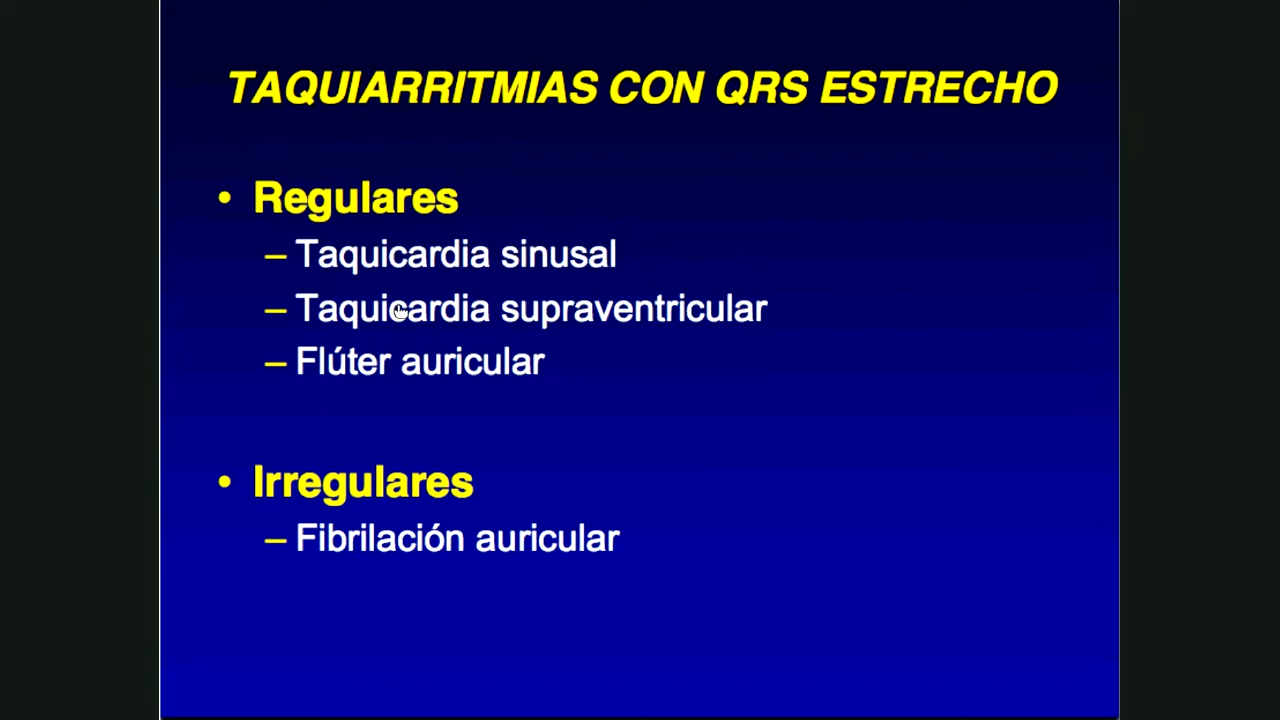 TAQUIARRITMIAS CON QRS ESTRECHO
• Regulares
– Taquicardia sinusal
– Taquicardia supraventricular
– Flúter auricular
• Irregulares
– Fibrilación auricular